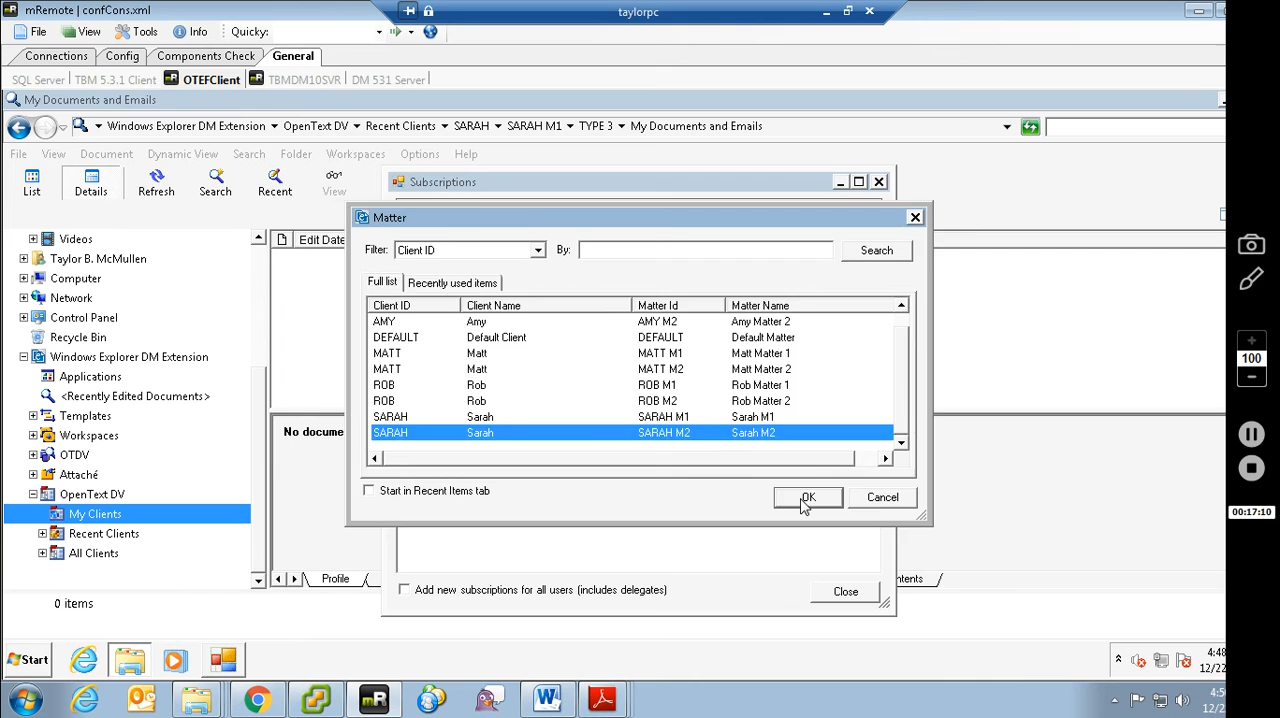 mRemote | confCons.xml
taylorpc
File View Tools Info Quicky:
Connections Config Components Check General
SQL Server TBM 5.3.1 Client OTEFClient TBMDM10SVR DM 531 Server
My Documents and Emails
Windows Explorer DM Extension OpenText DV Recent Clients SARAH SARAH M1 TYPE 3 My Documents and Emails
File View Document Dynamic View Search Folder Workspaces Options Help
List Details Refresh Search Recent View
Subscriptions
Matter
Filter: Client ID By: Search
Full list Recently used items
Client ID Client Name Matter Id Matter Name
AMY Amy AMY M2 Amy Matter 2
DEFAULT Default Client DEFAULT Default Matter
MATT Matt MATT M1 Matt Matter 1
MATT Matt MATT M2 Matt Matter 2
ROB Rob ROB M1 Rob Matter 1
ROB Rob ROB M2 Rob Matter 2
SARAH Sarah SARAH M1 Sarah M1
SARAH Sarah SARAH M2 Sarah M2
Start in Recent Items tab
OK Cancel
Add new subscriptions for all users (includes delegates)
Close
Videos
Taylor B. McMullen
Computer
Network
Control Panel
Recycle Bin
Windows Explorer DM Extension
Applications
<Recently Edited Documents>
Templates
Workspaces
OTDV
Attaché
OpenText DV
My Clients
Recent Clients
All Clients
Edit Date
No docume
Profile
ntents
0 items
100
00:17:10
Start
4:48
12/22
4:5
12/2